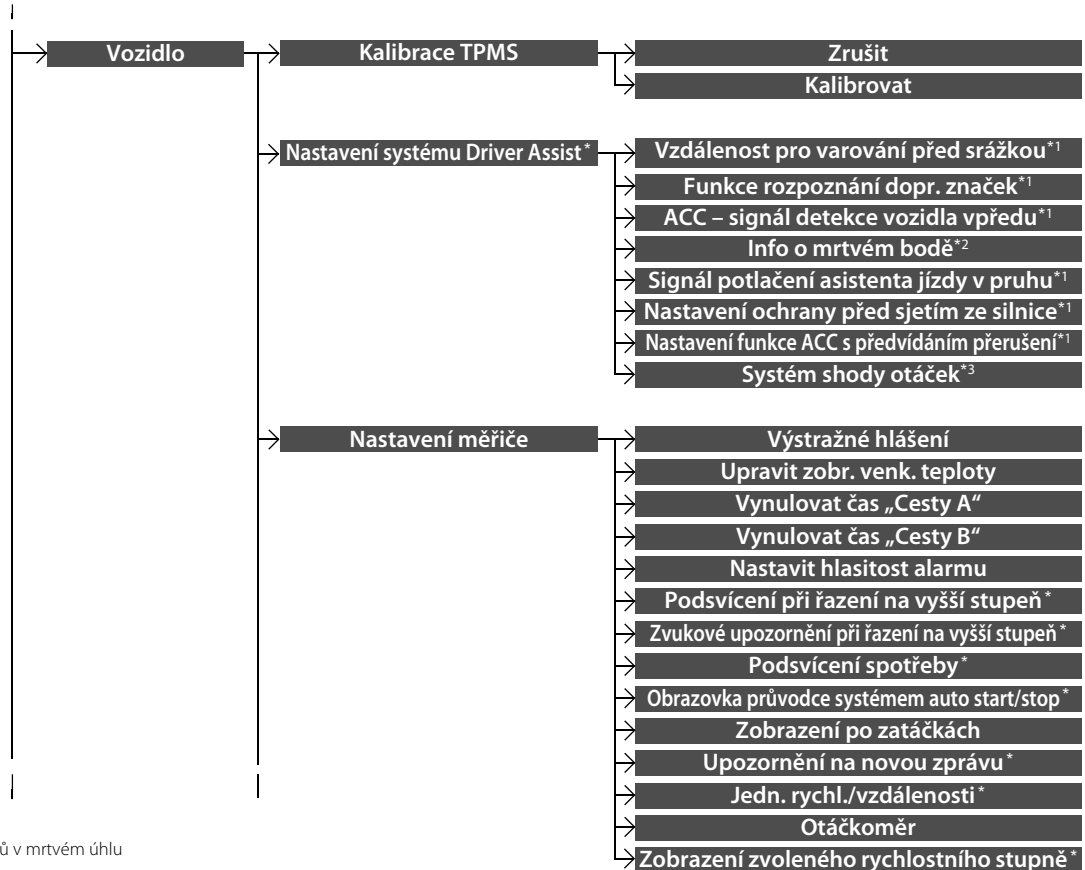 Vozidlo
Kalibrace TPMS
Zrušit
Kalibrovat
Nastavení systému Driver Assist*
Vzdálenost pro varování před srážkou*1
Funkce rozpoznání dopr. značek*1
ACC – signál detekce vozidla vpředu*1
Info o mrtvém bodě*2
Signál potlačení asistenta jízdy v pruhu*1
Nastavení ochrany před sjetím ze silnice*1
Nastavení funkce ACC s předvídáním přerušení*1
Systém shody otáček*3
Nastavení měřiče
Výstražné hlášení
Upravit zobr. venk. teploty
Vynulovat čas „Cesty A“
Vynulovat čas „Cesty B“
Nastavit hlasitost alarmu
Podsvícení při řazení na vyšší stupeň*
Zvukové upozornění při řazení na vyšší stupeň*
Podsvícení spotřeby*
Obrazovka průvodce systémem auto start/stop*
Zobrazení po zatáčkách
Upozornění na novou zprávu*
Jedn. rychl./vzdálenosti*
Otáčkoměr
Zobrazení zvoleného rychlostního stupně*
ů v mrtvém úhlu